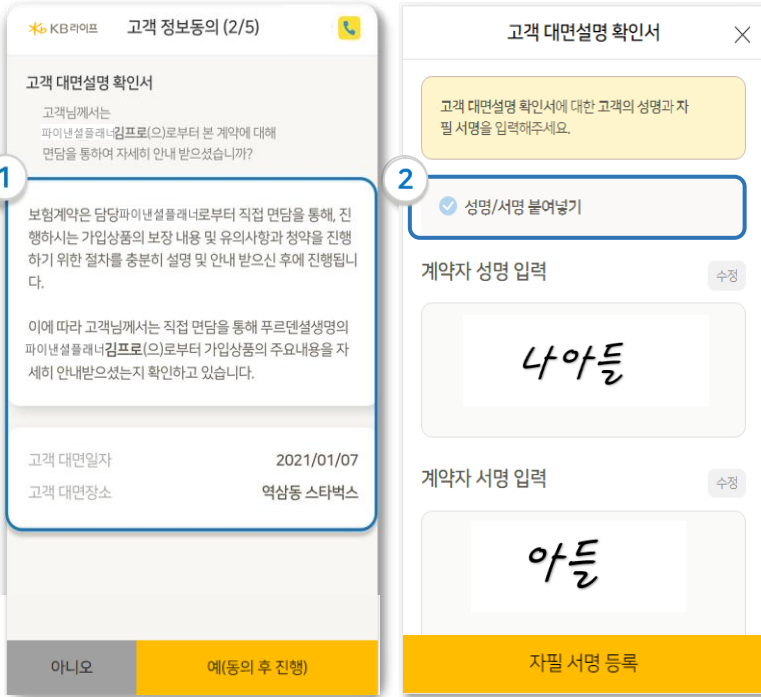 KB라이프 고객 정보동의 (2/5)
고객 대면설명 확인서
고객님께서는
파이낸셜플래너김프로(으)로부터 본 계약에 대해
면담을 통하여 자세히 안내 받으셨습니까?
1
보험계약은 담당파이낸셜플래너로부터 직접 면담을 통해, 진
행하시는 가입상품의 보장 내용 및 유의사항과 청약을 진행
하기 위한 절차를 충분히 설명 및 안내 받으신 후에 진행됩니
다.
이에 따라 고객님께서는 직접 면담을 통해 푸르덴셜생명의
파이낸셜플래너김프로(으)로부터 가입상품의 주요내용을 자
세히 안내받으셨는지 확인하고 있습니다.
고객 대면일자 2021/01/07
고객 대면장소 역삼동 스타벅스
아니오 예(동의 후 진행)
고객 대면설명 확인서
고객 대면설명 확인서에 대한 고객의 성명과 자
필 서명을 입력해주세요.
2
성명/서명 붙여넣기
계약자 성명 입력 수정
나아들
계약자 서명 입력 수정
아들
자필 서명 등록